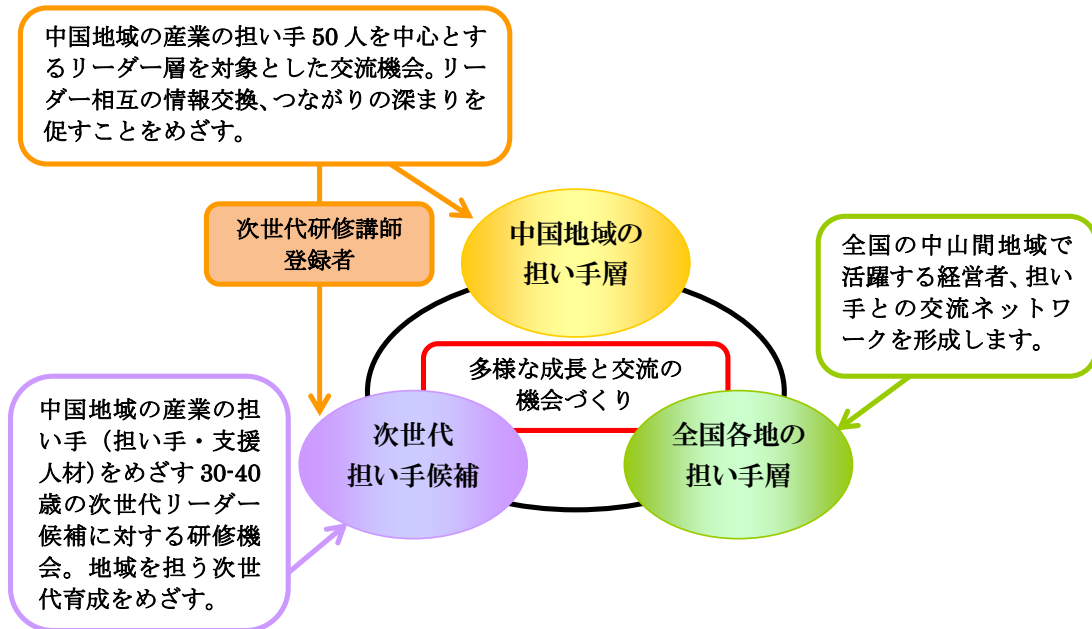 中国地域の産業の担い手 50 人を中心とす
るリーダー層を対象とした交流機会。リー
ダー相互の情報交換、つながりの深まりを
促すことをめざす。
次世代研修講師
登録者
中国地域の
担い手層
全国の中山間地域で
活躍する経営者、担い
手との交流ネットワ
ークを形成します。
多様な成長と交流の
機会づくり
中国地域の産業の担
い手（担い手・支援
人材）をめざす 30-40
歳の次世代リーダー
候補に対する研修機
会。地域を担う次世
代育成をめざす。
次世代
担い手候補
全国各地の
担い手層